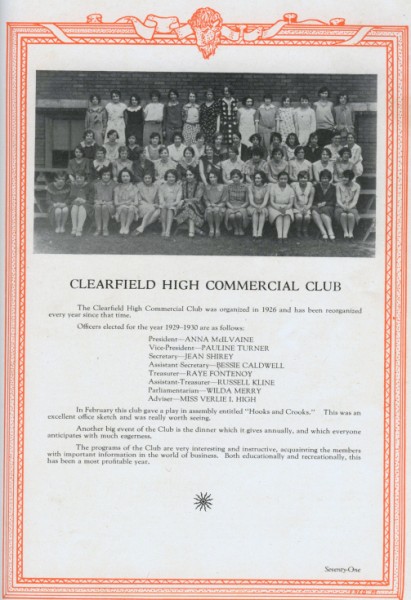 CLEARFIELD HIGH COMMERCIAL CLUB
The Clearfield High Commercial Club was organized in 1926 and has been reorganized
every year since that time.
Officers elected for the year 1929-1930 are as follows:
President—ANNA McILVAINE
Vice-President—PAULINE TURNER
Secretary—JEAN SHIREY
Assistant-Secretary—BESSIE CALDWELL
Treasurer—RAYE FONTENOY
Assistant-Treasurer—RUSSELL KLINE
Parliamentarian—WILDA MERRY
Adviser—MISS VERLIE I. HIGH
In February this club gave a play in assembly entitled "Hooks and Crooks." This was an
excellent office sketch and was really worth seeing.
Another big event of the Club is the dinner which it gives annually, and which everyone
anticipates with much eagerness.
The programs of the Club are very interesting and instructive, acquainting the members
with important information in the world of business. Both educationally and recreationally, this
has been a most profitable year.
Seventy-One